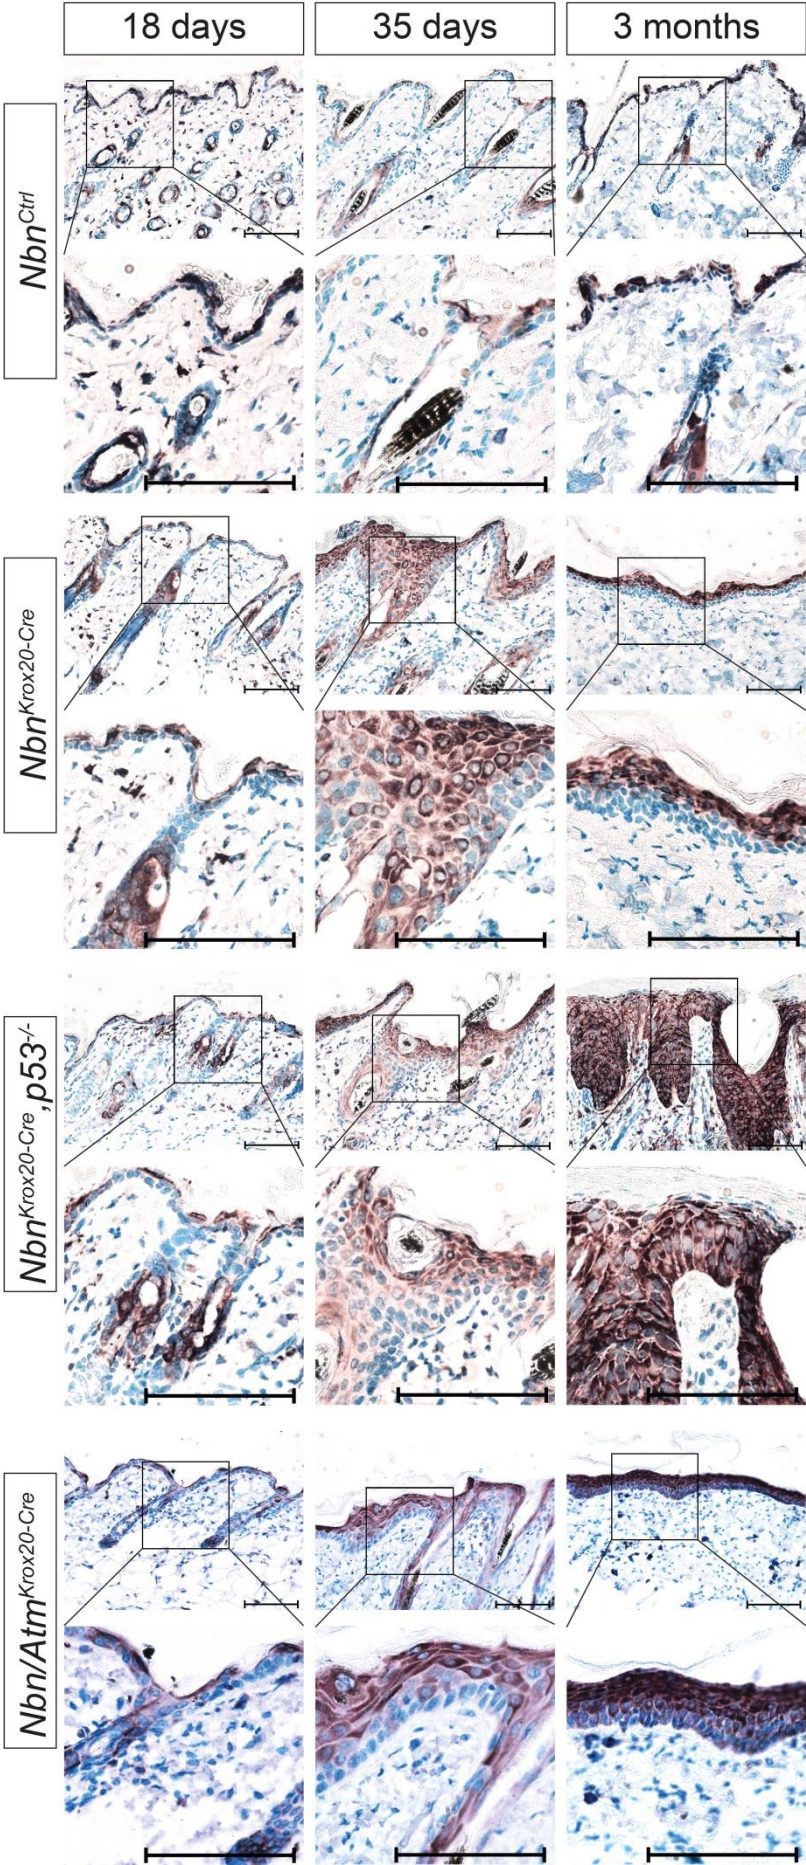 18 days
35 days
3 months
Nbn^Ctrl
Nbn^Krox20-Cre
Nbn^Krox20-Cre,p53^-/-
Nbn/Atm^Krox20-Cre